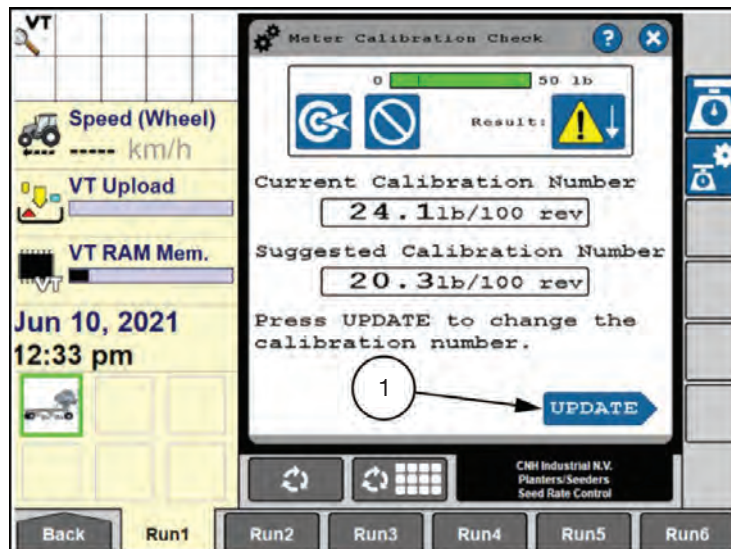 VT
Meter Calibration Check
?
0 50 lb
Result:
Speed (Wheel)
----- km/h
VT Upload
Current Calibration Number
24.1lb/100 rev
VT RAM Mem.
VT
Suggested Calibration Number
20.3lb/100 rev
Jun 10, 2021
12:33 pm
Press UPDATE to change the
calibration number.
1
UPDATE
CNH Industrial N.V.
Planters/Seeders
Seed Rate Control
Back Run1 Run2 Run3 Run4 Run5 Run6